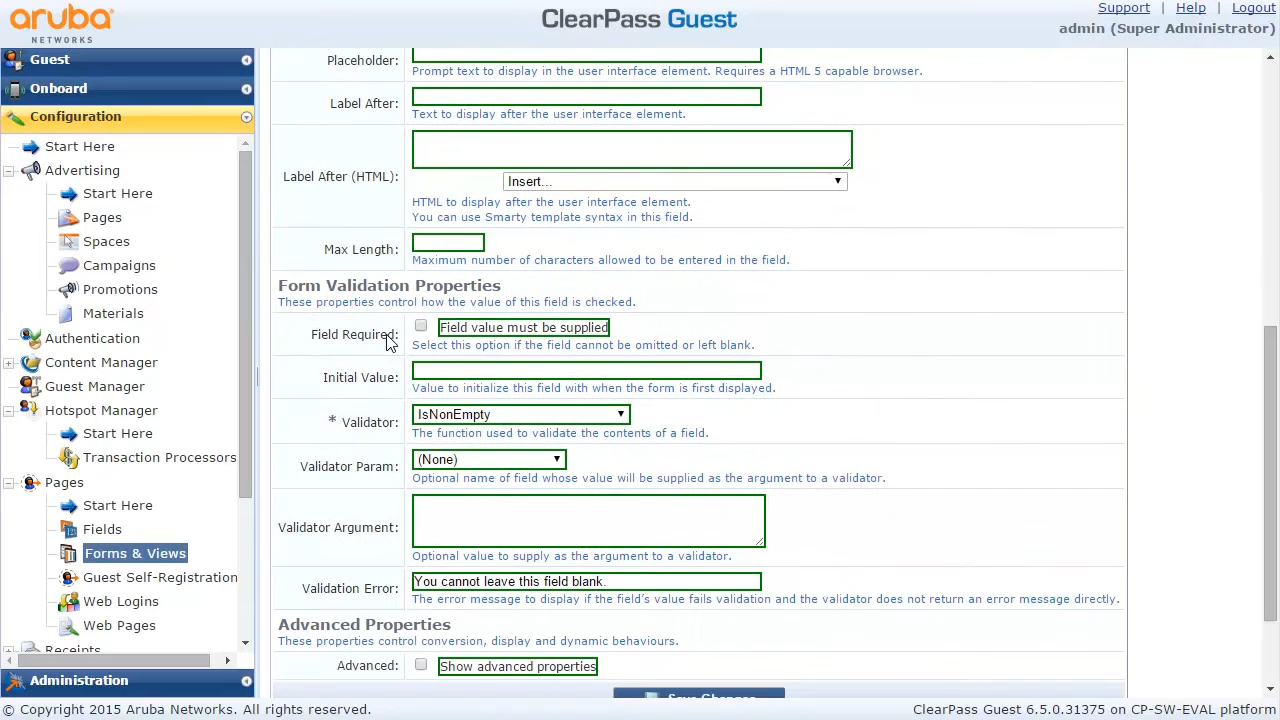 aruba
NETWORKS
ClearPass Guest
Support | Help | Logout
admin (Super Administrator)
Guest
Onboard
Configuration
Start Here
Advertising
Start Here
Pages
Spaces
Campaigns
Promotions
Materials
Authentication
Content Manager
Guest Manager
Hotspot Manager
Start Here
Transaction Processors
Pages
Start Here
Fields
Forms & Views
Guest Self-Registration
Web Logins
Web Pages
Receipts
Administration
Placeholder:
Prompt text to display in the user interface element. Requires a HTML 5 capable browser.
Label After:
Text to display after the user interface element.
Label After (HTML):
Insert...
HTML to display after the user interface element.
You can use Smarty template syntax in this field.
Max Length:
Maximum number of characters allowed to be entered in the field.
Form Validation Properties
These properties control how the value of this field is checked.
Field Required:
Field value must be supplied
Select this option if the field cannot be omitted or left blank.
Initial Value:
Value to initialize this field with when the form is first displayed.
* Validator:
IsNonEmpty
The function used to validate the contents of a field.
Validator Param:
(None)
Optional name of field whose value will be supplied as the argument to a validator.
Validator Argument:
Optional value to supply as the argument to a validator.
Validation Error:
You cannot leave this field blank.
The error message to display if the field's value fails validation and the validator does not return an error message directly.
Advanced Properties
These properties control conversion, display and dynamic behaviours.
Advanced:
Show advanced properties
Save Changes
© Copyright 2015 Aruba Networks. All rights reserved.
ClearPass Guest 6.5.0.31375 on CP-SW-EVAL platform